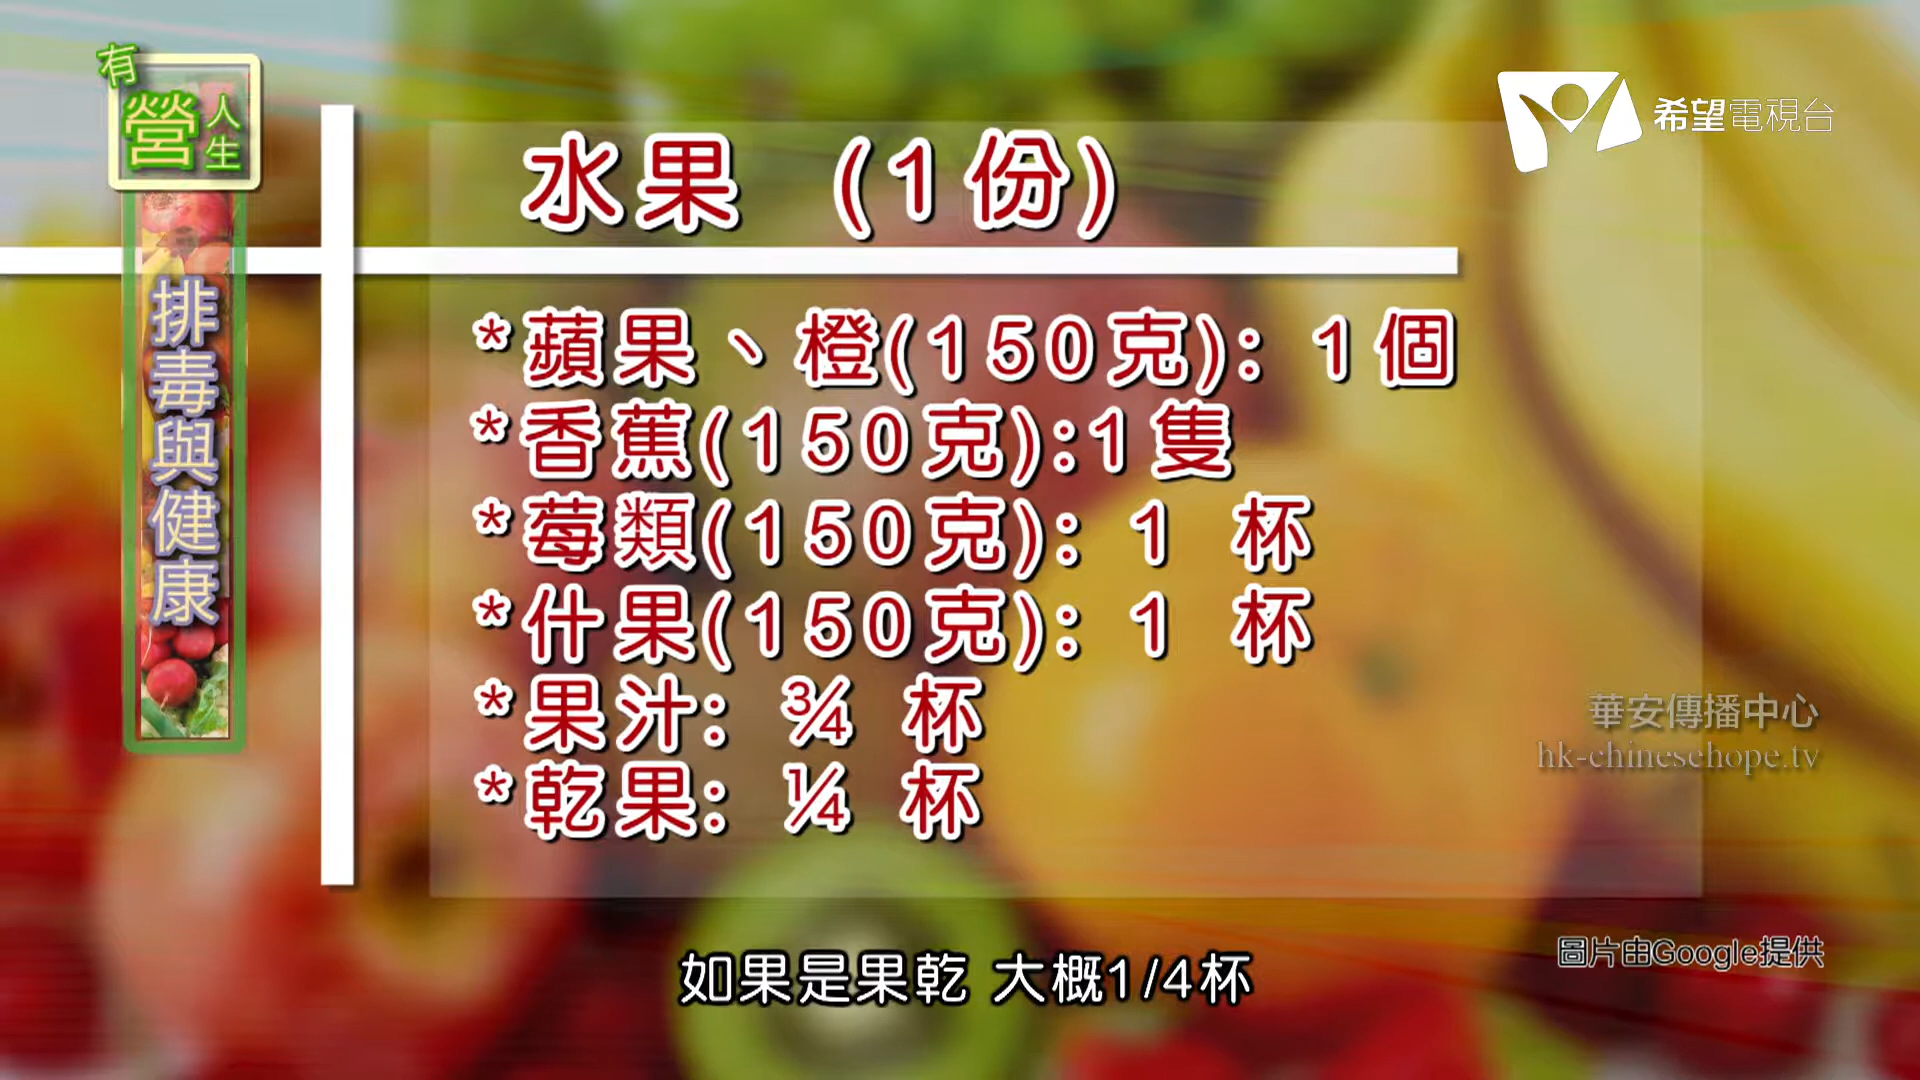 有營人生
希望電視台
排毒與健康
水果 (1份)
*蘋果、橙(150克): 1個
*香蕉(150克):1隻
*莓類(150克): 1 杯
*什果(150克): 1 杯
*果汁: ¾ 杯
*乾果: ¼ 杯
華安傳播中心
hk-chinesehope.tv
圖片由Google提供
如果是果乾 大概1/4杯